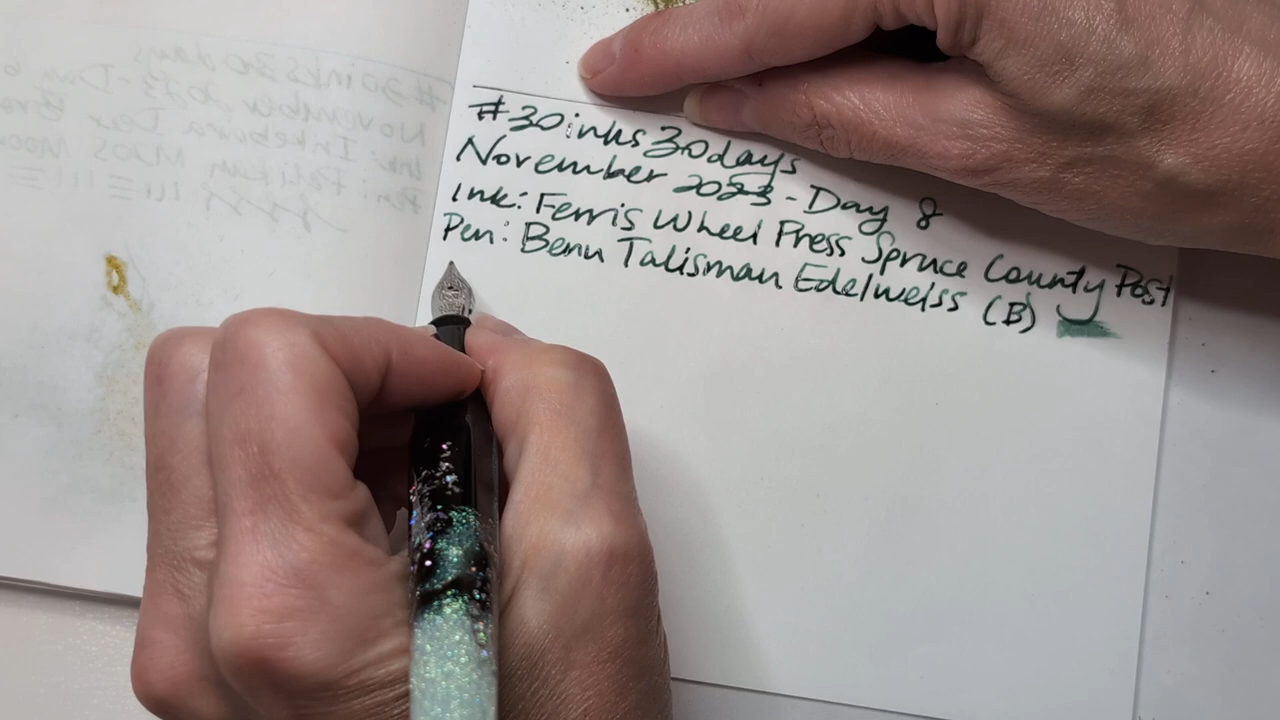 #30inks30days
November 2023 - Day 8
Ink: Ferris Wheel Press Spruce County Post
Pen: Benu Talisman Edelweiss (B)